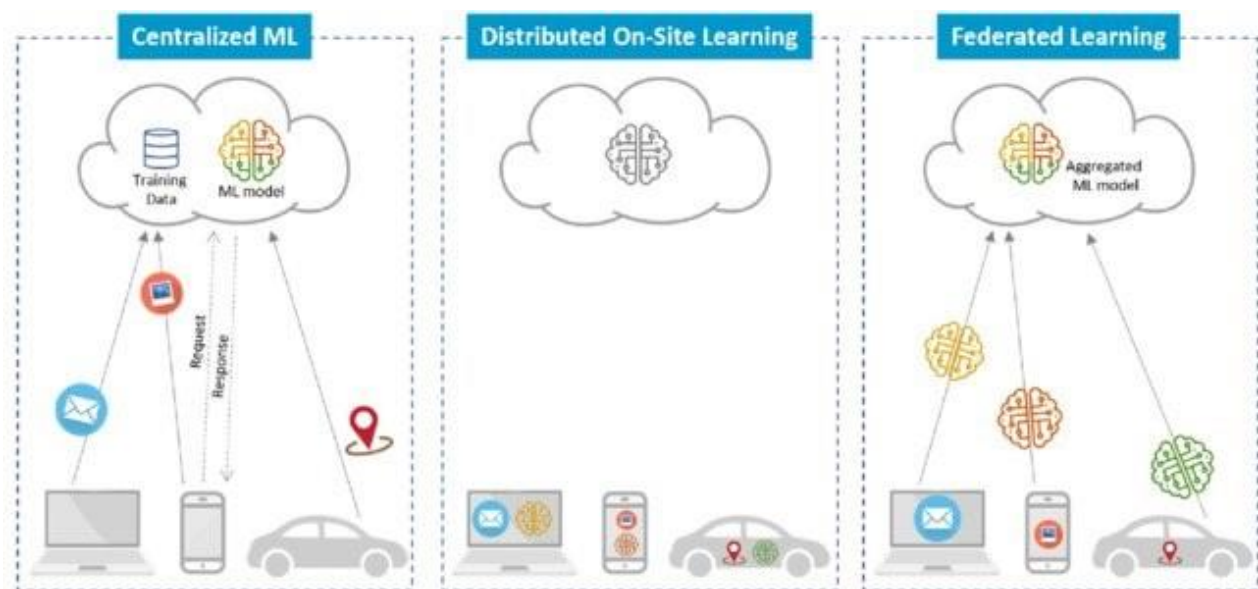 Centralized ML
Distributed On-Site Learning
Federated Learning
Training
Data
ML model
Aggregated
ML model
Request
Response